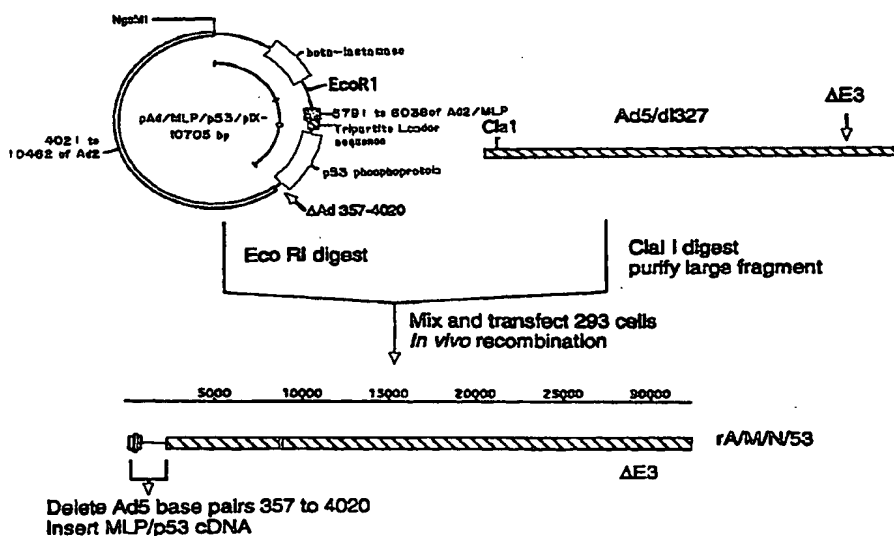 NgoM1
beta-lactamase
EcoR1
5791 to 6038 of Ad2/MLP
Tripartite Leader
sequence
pAd/MLP/p53/pIX-
10705 bp
4021 to
10462 of Ad2
p53 phosphoprotein
ΔAd 357-4020
Cla1
Ad5/dl327
ΔE3
Eco RI digest
Clal I digest
purify large fragment
Mix and transfect 293 cells
In vivo recombination
5000 10000 15000 20000 25000 30000
rA/M/N/53
ΔE3
Delete Ad5 base pairs 357 to 4020
Insert MLP/p53 cDNA